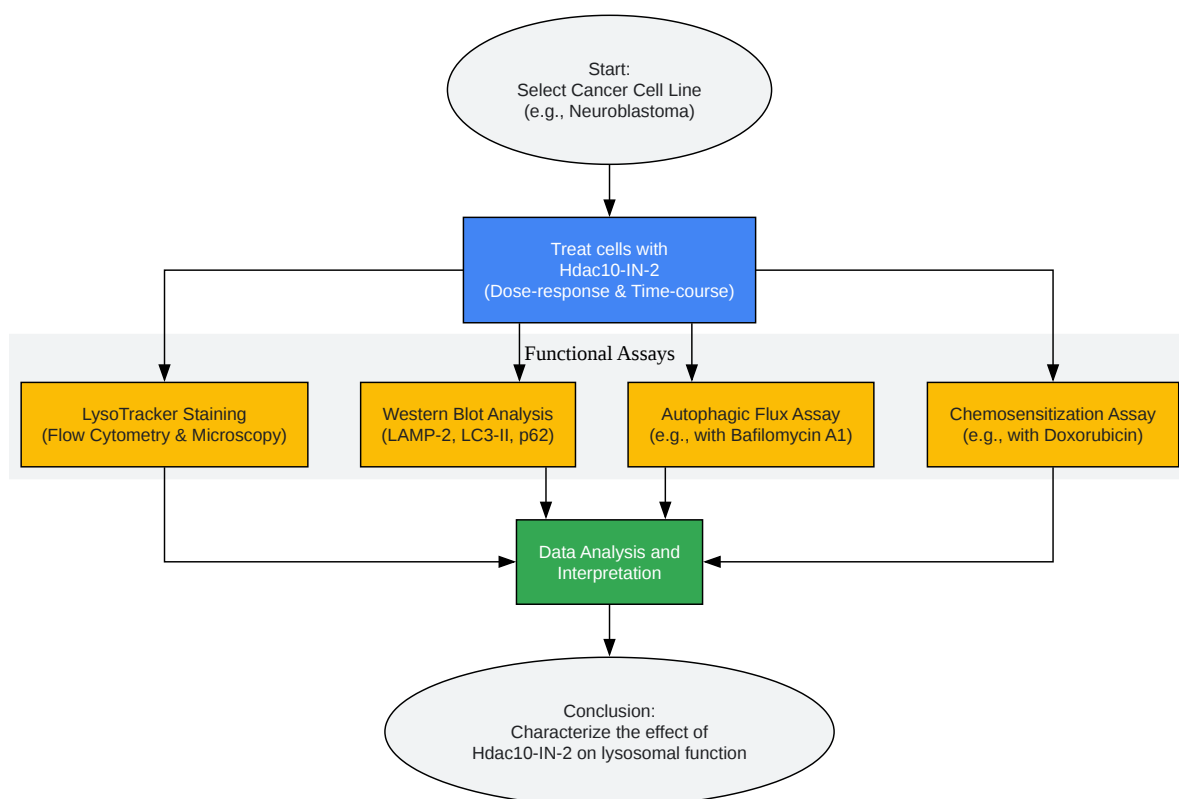 Start:
Select Cancer Cell Line
(e.g., Neuroblastoma)
Treat cells with
Hdac10-IN-2
(Dose-response & Time-course)
Functional Assays
LysoTracker Staining
(Flow Cytometry & Microscopy)
Western Blot Analysis
(LAMP-2, LC3-II, p62)
Autophagic Flux Assay
(e.g., with Bafilomycin A1)
Chemosensitization Assay
(e.g., with Doxorubicin)
Data Analysis and
Interpretation
Conclusion:
Characterize the effect of
Hdac10-IN-2 on lysosomal function